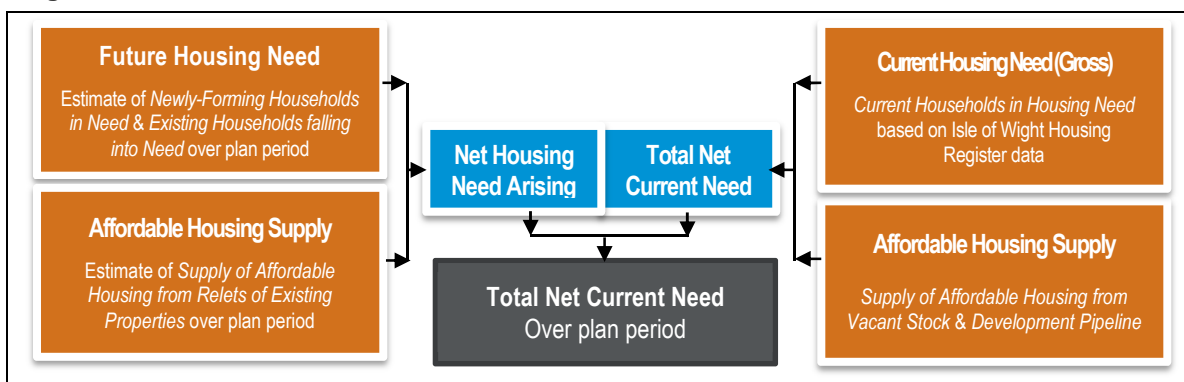 Future Housing Need
Estimate of Newly-Forming Households
in Need & Existing Households falling
into Need over plan period
Affordable Housing Supply
Estimate of Supply of Affordable
Housing from Relets of Existing
Properties over plan period
Net Housing
Need Arising
Total Net
Current Need
Total Net Current Need
Over plan period
Current Housing Need (Gross)
Current Households in Housing Need
based on Isle of Wight Housing
Register data
Affordable Housing Supply
Supply of Affordable Housing from
Vacant Stock & Development Pipeline